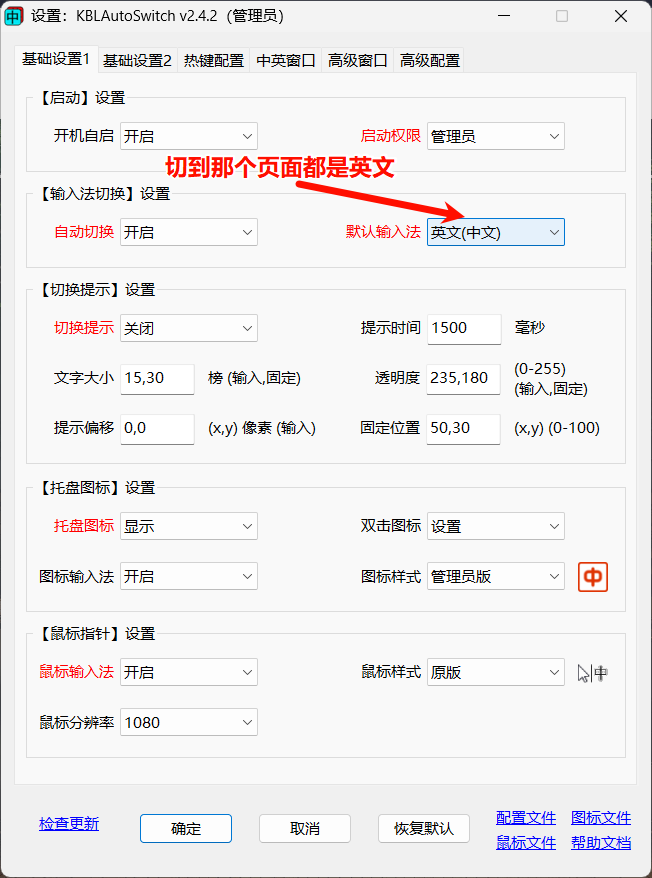 中 设置：KBLAutoSwitch v2.4.2（管理员）
基础设置1 基础设置2 热键配置 中英窗口 高级窗口 高级配置
【启动】设置
开机自启 开启 启动权限 管理员
切到那个页面都是英文
【输入法切换】设置
自动切换 开启 默认输入法 英文(中文)
【切换提示】设置
切换提示 关闭 提示时间 1500 毫秒
文字大小 15,30 榜 (输入,固定) 透明度 235,180 (0-255)
(输入,固定)
提示偏移 0,0 (x,y) 像素 (输入) 固定位置 50,30 (x,y) (0-100)
【托盘图标】设置
托盘图标 显示 双击图标 设置
图标输入法 开启 图标样式 管理员版 中
【鼠标指针】设置
鼠标输入法 开启 鼠标样式 原版 中
鼠标分辨率 1080
检查更新 确定 取消 恢复默认 配置文件 图标文件
鼠标文件 帮助文档